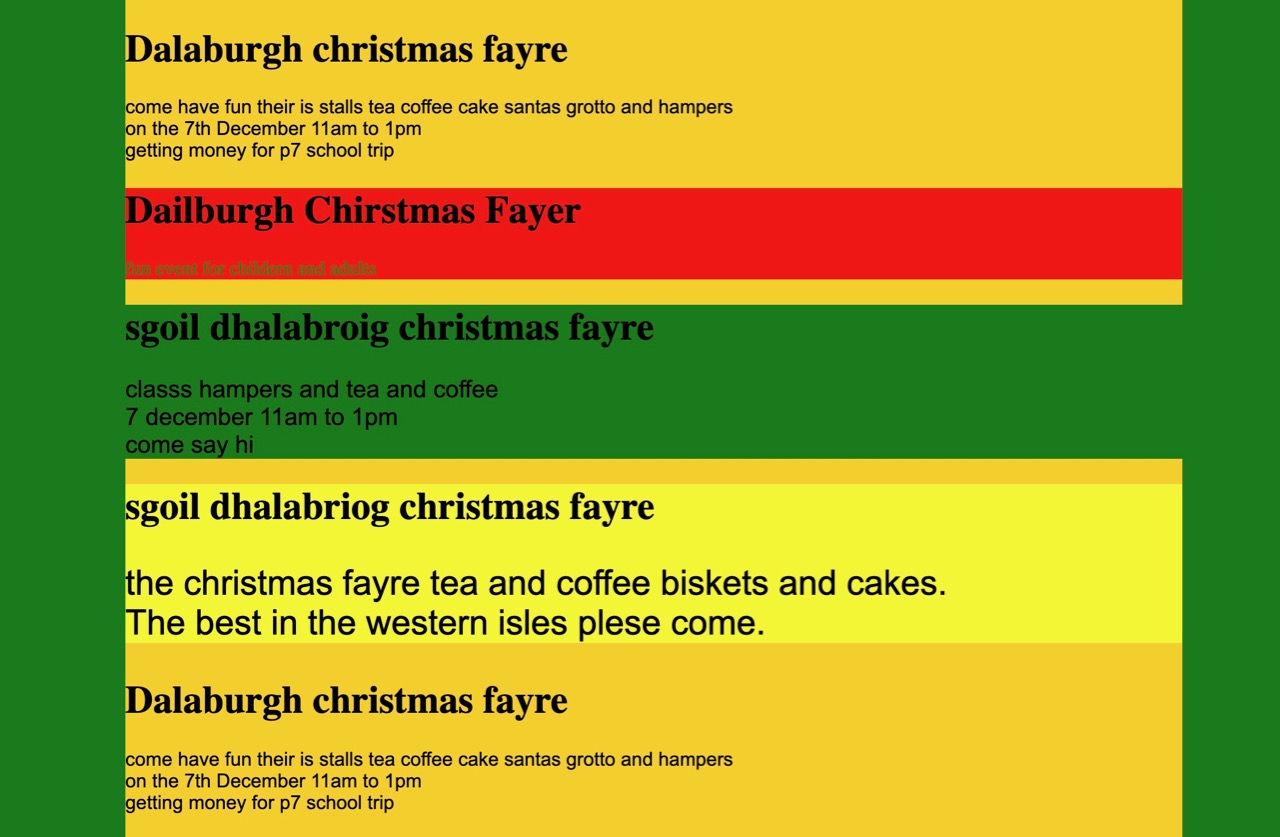 Dalaburgh christmas fayre
come have fun their is stalls tea coffee cake santas grotto and hampers
on the 7th December 11am to 1pm
getting money for p7 school trip
Dailburgh Chirstmas Fayer
fun event for childern and adults
sgoil dhalabroig christmas fayre
classs hampers and tea and coffee
7 december 11am to 1pm
come say hi
sgoil dhalabriog christmas fayre
the christmas fayre tea and coffee biskets and cakes.
The best in the western isles plese come.
Dalaburgh christmas fayre
come have fun their is stalls tea coffee cake santas grotto and hampers
on the 7th December 11am to 1pm
getting money for p7 school trip